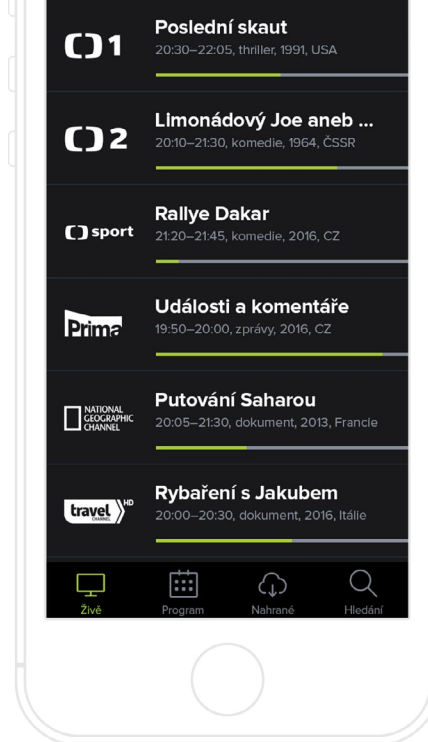 1
Poslední skaut
20:30–22:05, thriller, 1991, USA
2
Limonádový Joe aneb ...
20:10–21:30, komedie, 1964, ČSSR
sport
Rallye Dakar
21:20–21:45, komedie, 2016, CZ
Prima
Události a komentáře
19:50–20:00, zprávy, 2016, CZ
NATIONAL
GEOGRAPHIC
CHANNEL
Putování Saharou
20:05–21:30, dokument, 2013, Francie
travel HD
CHANNEL
Rybaření s Jakubem
20:00–20:30, dokument, 2016, Itálie
Živě
Program
Nahrané
Hledání